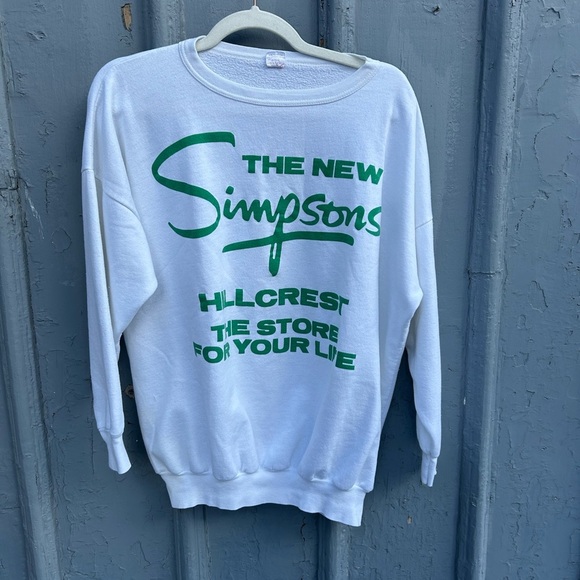 THE NEW
Simpsons
HILLCREST
THE STORE
FOR YOUR LIFE